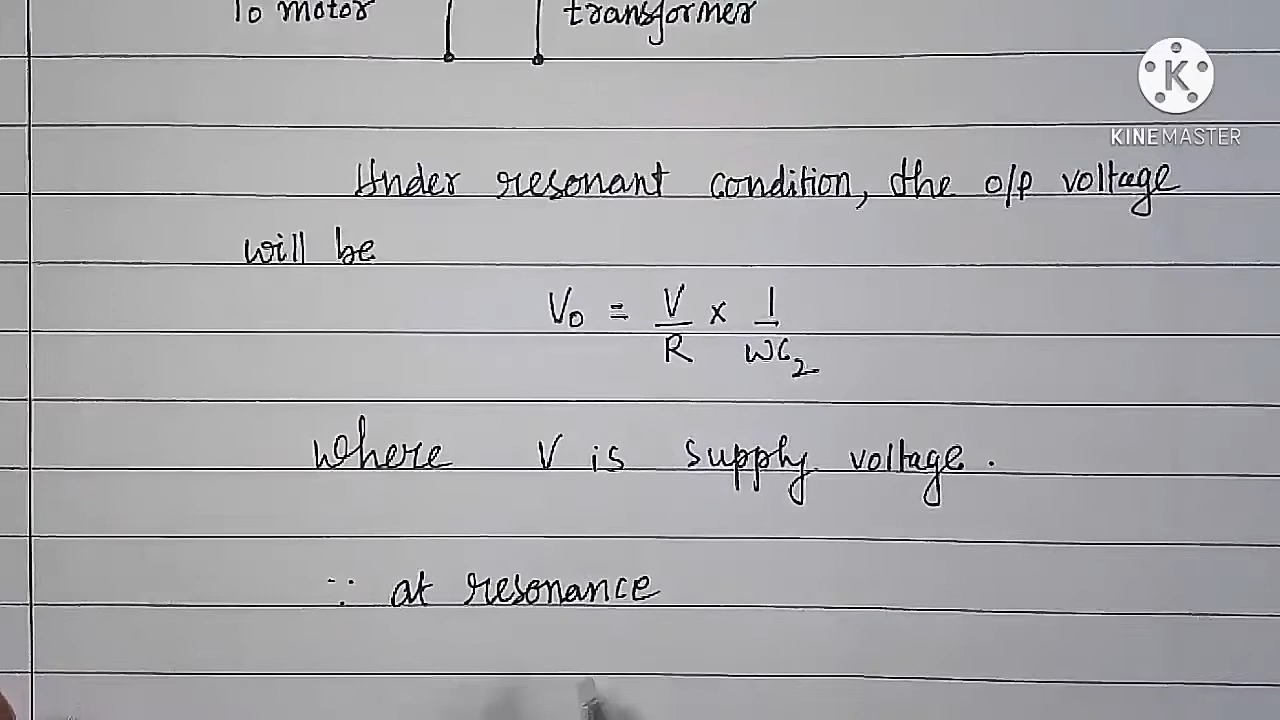 To motor transformer
K
KINEMASTER
Under resonant condition, the o/p voltage
will be
V₀ = V/R × 1/WC₂
where V is supply voltage.
∵ at resonance